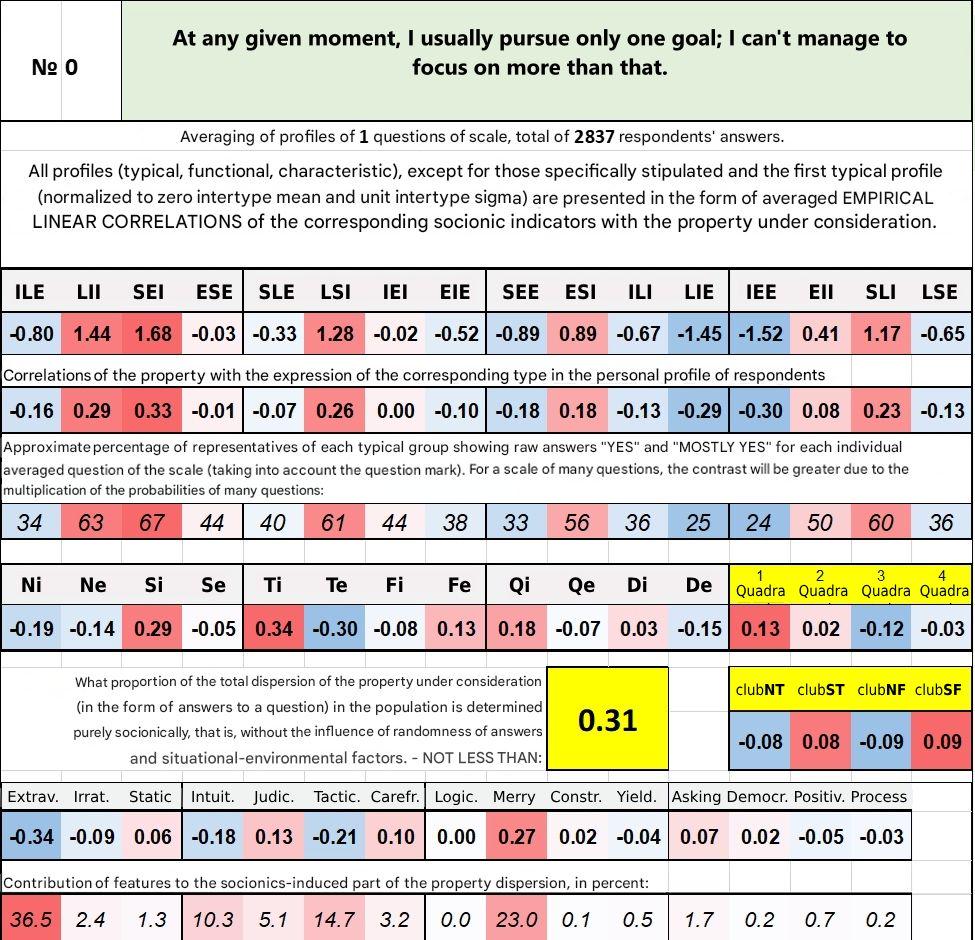 № 0
At any given moment, I usually pursue only one goal; I can't manage to
focus on more than that.
Averaging of profiles of 1 questions of scale, total of 2837 respondents' answers.
All profiles (typical, functional, characteristic), except for those specifically stipulated and the first typical profile
(normalized to zero intertype mean and unit intertype sigma) are presented in the form of averaged EMPIRICAL
LINEAR CORRELATIONS of the corresponding socionic indicators with the property under consideration.
ILE LII SEI ESE SLE LSI IEI EIE SEE ESI ILI LIE IEE EII SLI LSE
-0.80 1.44 1.68 -0.03 -0.33 1.28 -0.02 -0.52 -0.89 0.89 -0.67 -1.45 -1.52 0.41 1.17 -0.65
Correlations of the property with the expression of the corresponding type in the personal profile of respondents
-0.16 0.29 0.33 -0.01 -0.07 0.26 0.00 -0.10 -0.18 0.18 -0.13 -0.29 -0.30 0.08 0.23 -0.13
Approximate percentage of representatives of each typical group showing raw answers "YES" and "MOSTLY YES" for each individual
averaged question of the scale (taking into account the question mark). For a scale of many questions, the contrast will be greater due to the
multiplication of the probabilities of many questions:
34 63 67 44 40 61 44 38 33 56 36 25 24 50 60 36
Ni Ne Si Se Ti Te Fi Fe Qi Qe Di De 1 Quadra 2 Quadra 3 Quadra 4 Quadra
-0.19 -0.14 0.29 -0.05 0.34 -0.30 -0.08 0.13 0.18 -0.07 0.03 -0.15 0.13 0.02 -0.12 -0.03
What proportion of the total dispersion of the property under consideration
(in the form of answers to a question) in the population is determined
purely socionically, that is, without the influence of randomness of answers
and situational-environmental factors. - NOT LESS THAN:
0.31
clubNT clubST clubNF clubSF
-0.08 0.08 -0.09 0.09
Extrav. Irrat. Static Intuit. Judic. Tactic. Carefr. Logic. Merry Constr. Yield. Asking Democr. Positiv. Process
-0.34 -0.09 0.06 -0.18 0.13 -0.21 0.10 0.00 0.27 0.02 -0.04 0.07 0.02 -0.05 -0.03
Contribution of features to the socionics-induced part of the property dispersion, in percent:
36.5 2.4 1.3 10.3 5.1 14.7 3.2 0.0 23.0 0.1 0.5 1.7 0.2 0.7 0.2